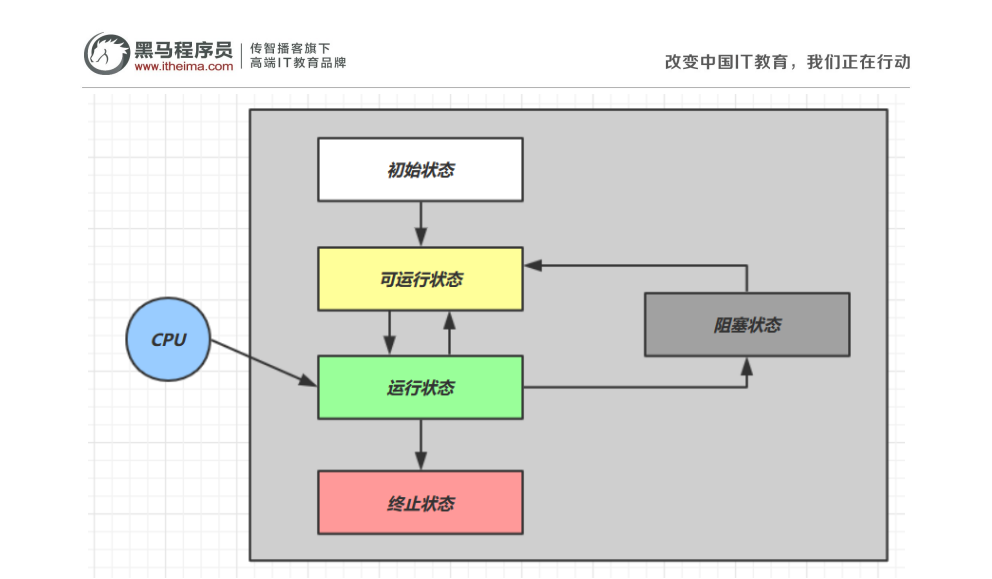 黑马程序员
www.itheima.com
传智播客旗下
高端IT教育品牌
改变中国IT教育，我们正在行动
初始状态
可运行状态
CPU
阻塞状态
运行状态
终止状态